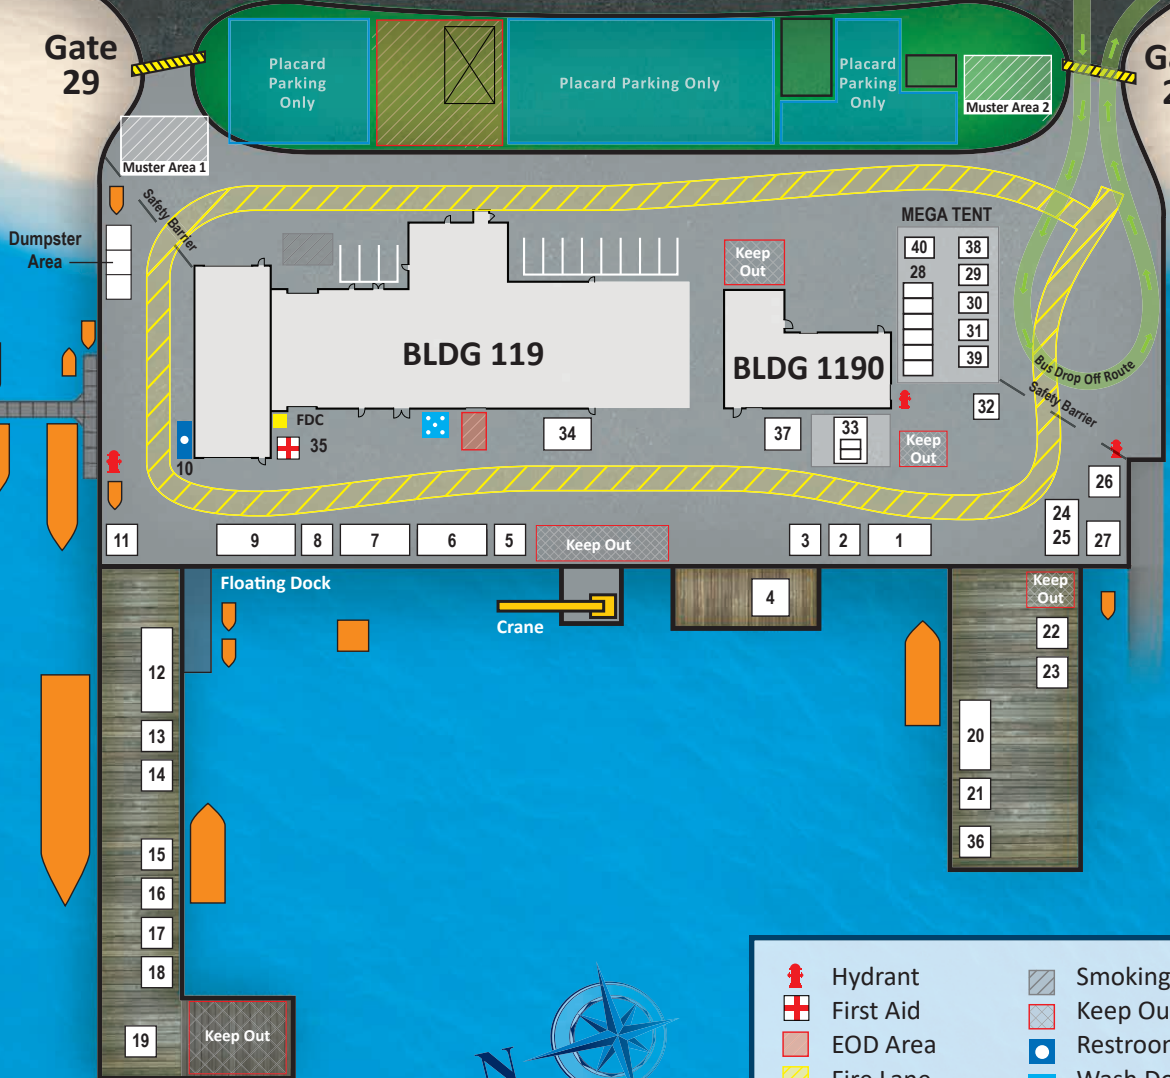 Gate
29
Placard
Parking
Only
Placard Parking Only
Placard
Parking
Only
Muster Area 2
Muster Area 1
Safety Barrier
Dumpster
Area
MEGA TENT
40
38
28
29
30
31
39
Keep
Out
BLDG 119
BLDG 1190
Bus Drop Off Route
Safety Barrier
32
FDC
35
10
34
37
33
Keep
Out
26
24
25
27
11
9
8
7
6
5
Keep Out
3
2
1
Floating Dock
Crane
4
Keep
Out
22
23
12
13
14
20
21
36
15
16
17
18
19
Keep Out
N
Hydrant
First Aid
EOD Area
Fire Lane
Smoking